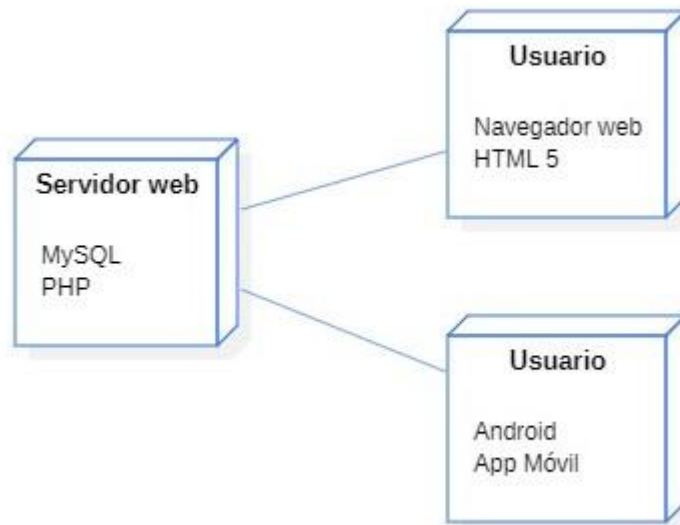 Servidor web
MySQL
PHP
Usuario
Navegador web
HTML 5
Usuario
Android
App Móvil